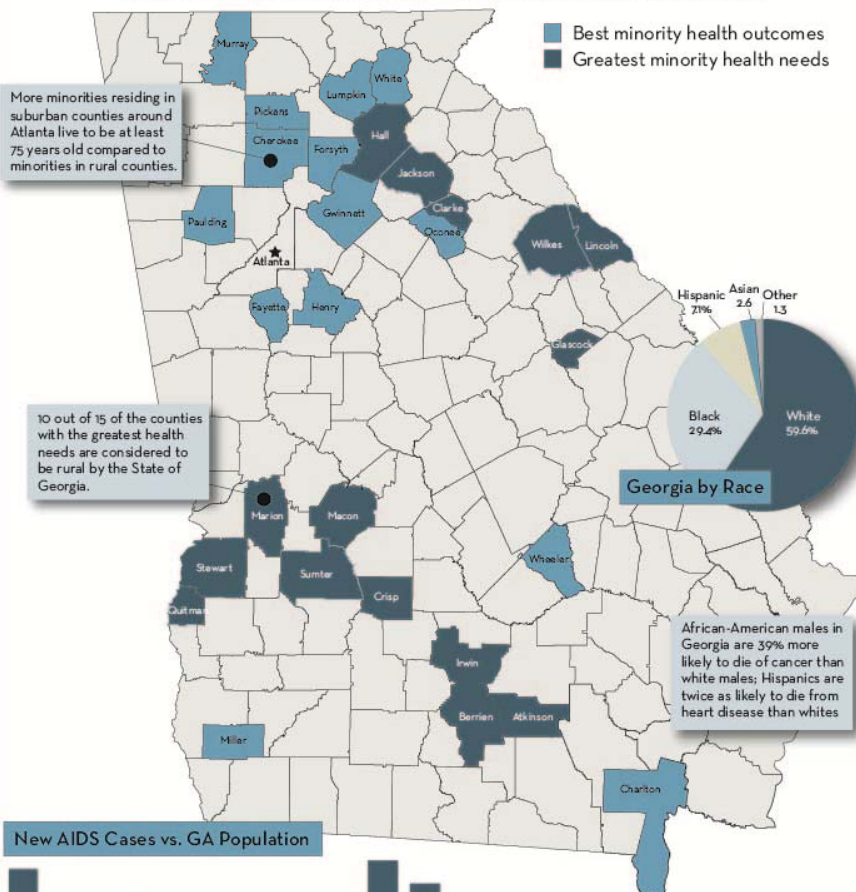 Best minority health outcomes
Greatest minority health needs
Murray
White
Lumpkin
More minorities residing in
suburban counties around
Atlanta live to be at least
75 years old compared to
minorities in rural counties.
Pickens
Cherokee
Forsyth
Hall
Jackson
Clarke
Paulding
Gwinnett
Oconee
Wilkes
Lincoln
Atlanta
Fayette
Henry
Glascock
Hispanic
7.1%
Asian
2.6
Other
1.3
Black
29.4%
White
59.6%
Georgia by Race
10 out of 15 of the counties
with the greatest health
needs are considered to
be rural by the State of
Georgia.
Marion
Macon
Stewart
Sumter
Wheeler
Quitman
Crisp
African-American males in
Georgia are 39% more
likely to die of cancer than
white males; Hispanics are
twice as likely to die from
heart disease than whites
Irwin
Berrien
Atkinson
Miller
Charlton
New AIDS Cases vs. GA Population